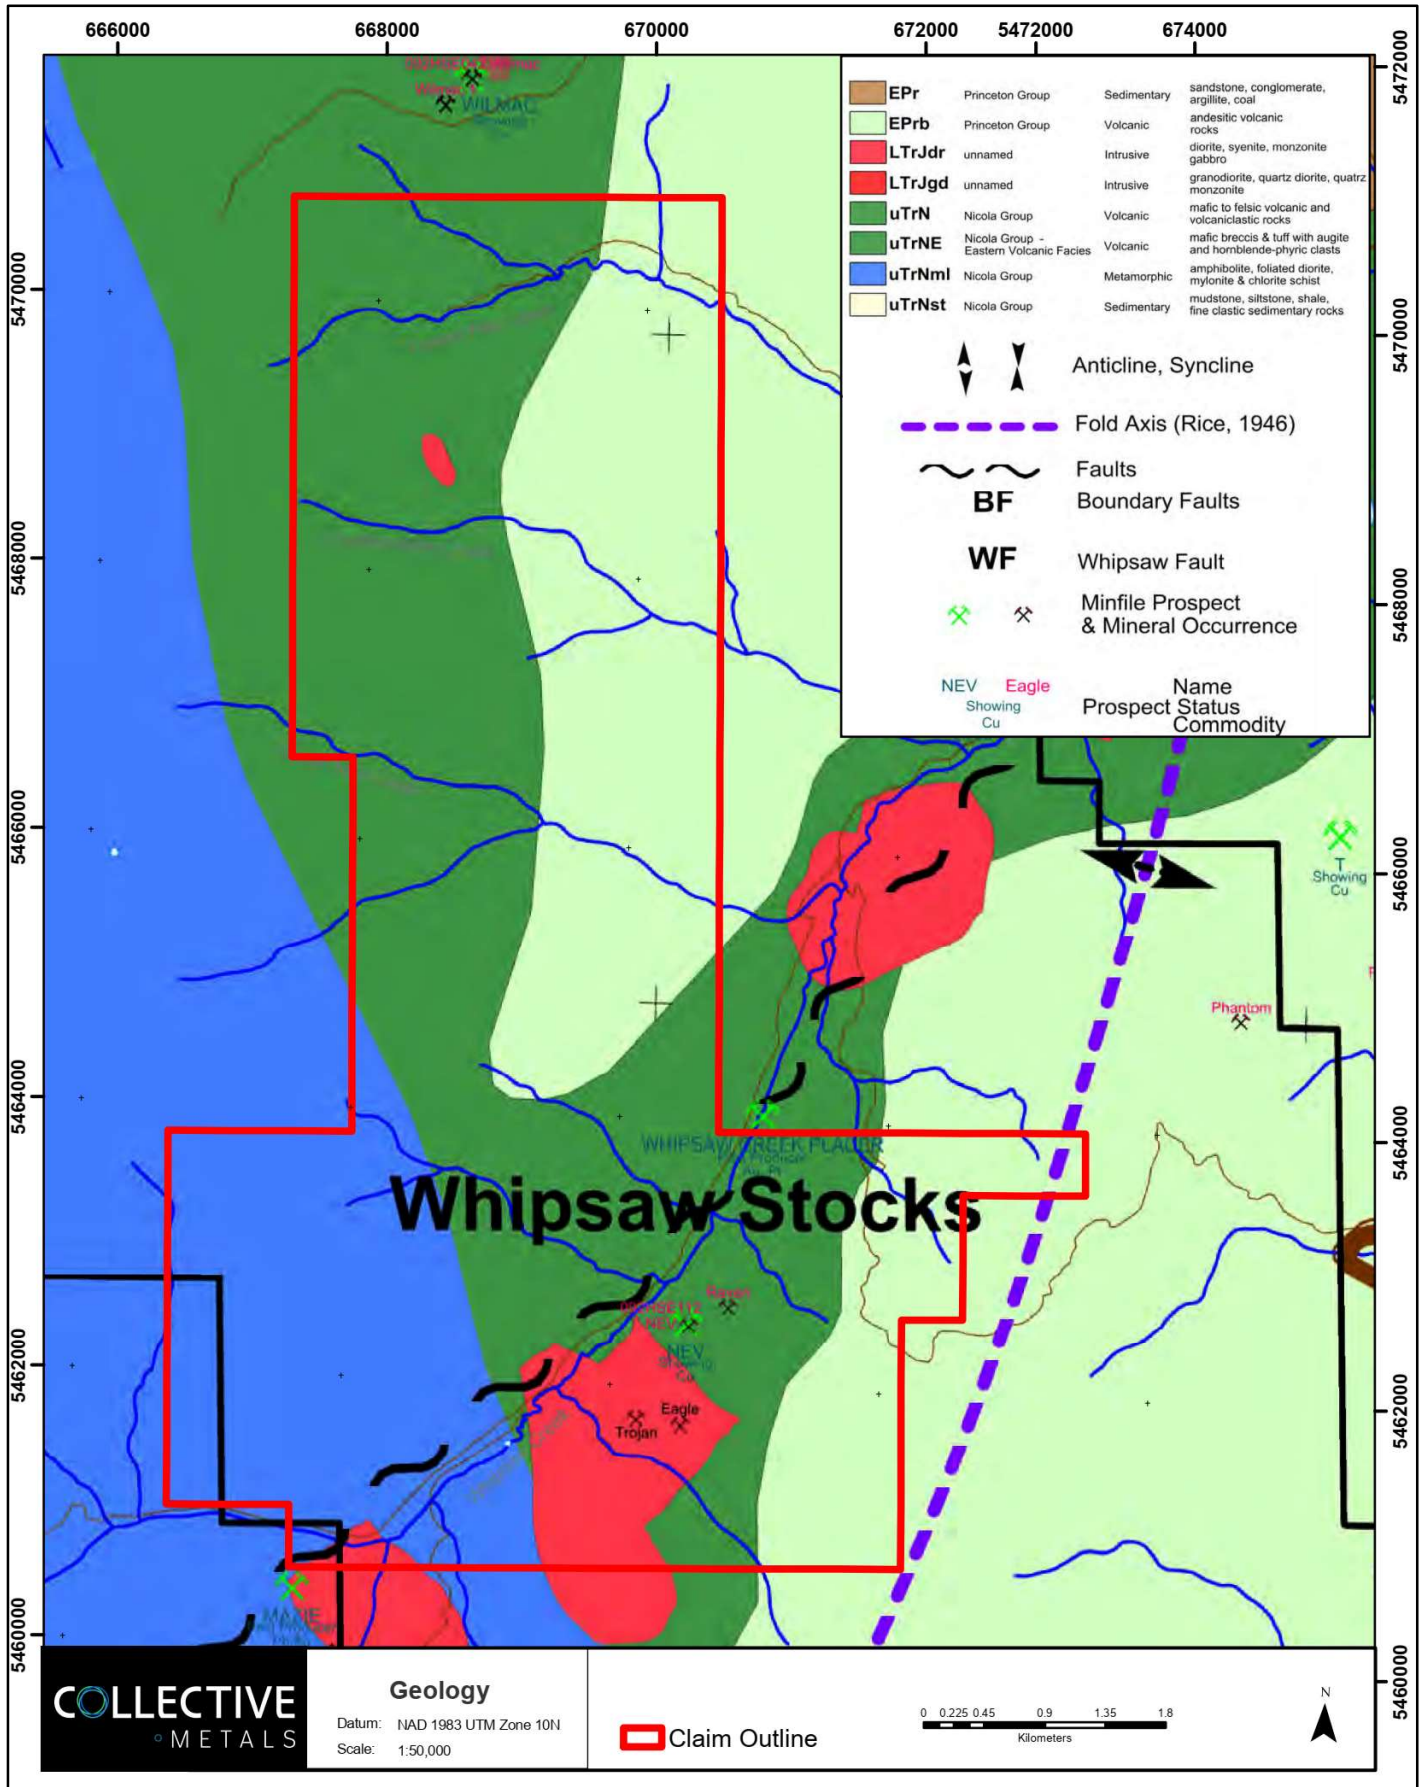 666000 668000 670000 672000 5472000 674000
5472000
5470000
5468000
5466000
5464000
5462000
5460000
5470000
5468000
5466000
5464000
5462000
5460000
WILMAC
EPr Princeton Group Sedimentary sandstone, conglomerate, argillite, coal
EPrb Princeton Group Volcanic andesitic volcanic rocks
LTrJdr unnamed Intrusive diorite, syenite, monzonite gabbro
LTrJgd unnamed Intrusive granodiorite, quartz diorite, quatrz monzonite
uTrN Nicola Group Volcanic mafic to felsic volcanic and volcaniclastic rocks
uTrNE Nicola Group - Eastern Volcanic Facies Volcanic mafic breccis & tuff with augite and hornblende-phyric clasts
uTrNml Nicola Group Metamorphic amphibolite, foliated diorite, mylonite & chlorite schist
uTrNst Nicola Group Sedimentary mudstone, siltstone, shale, fine clastic sedimentary rocks
Anticline, Syncline
Fold Axis (Rice, 1946)
Faults
BF Boundary Faults
WF Whipsaw Fault
Minfile Prospect
& Mineral Occurrence
NEV Eagle Name
Showing Prospect Status
Cu Commodity
T
Showing
Cu
Phantom
WHIPSAW CREEK PLACER
Whipsaw Stocks
Raven
NEV
Showing
Cu
Eagle
Trojan
MAZIE
COLLECTIVE
METALS
Geology
Datum: NAD 1983 UTM Zone 10N
Scale: 1:50,000
Claim Outline
0 0.225 0.45 0.9 1.35 1.8
Kilometers
N